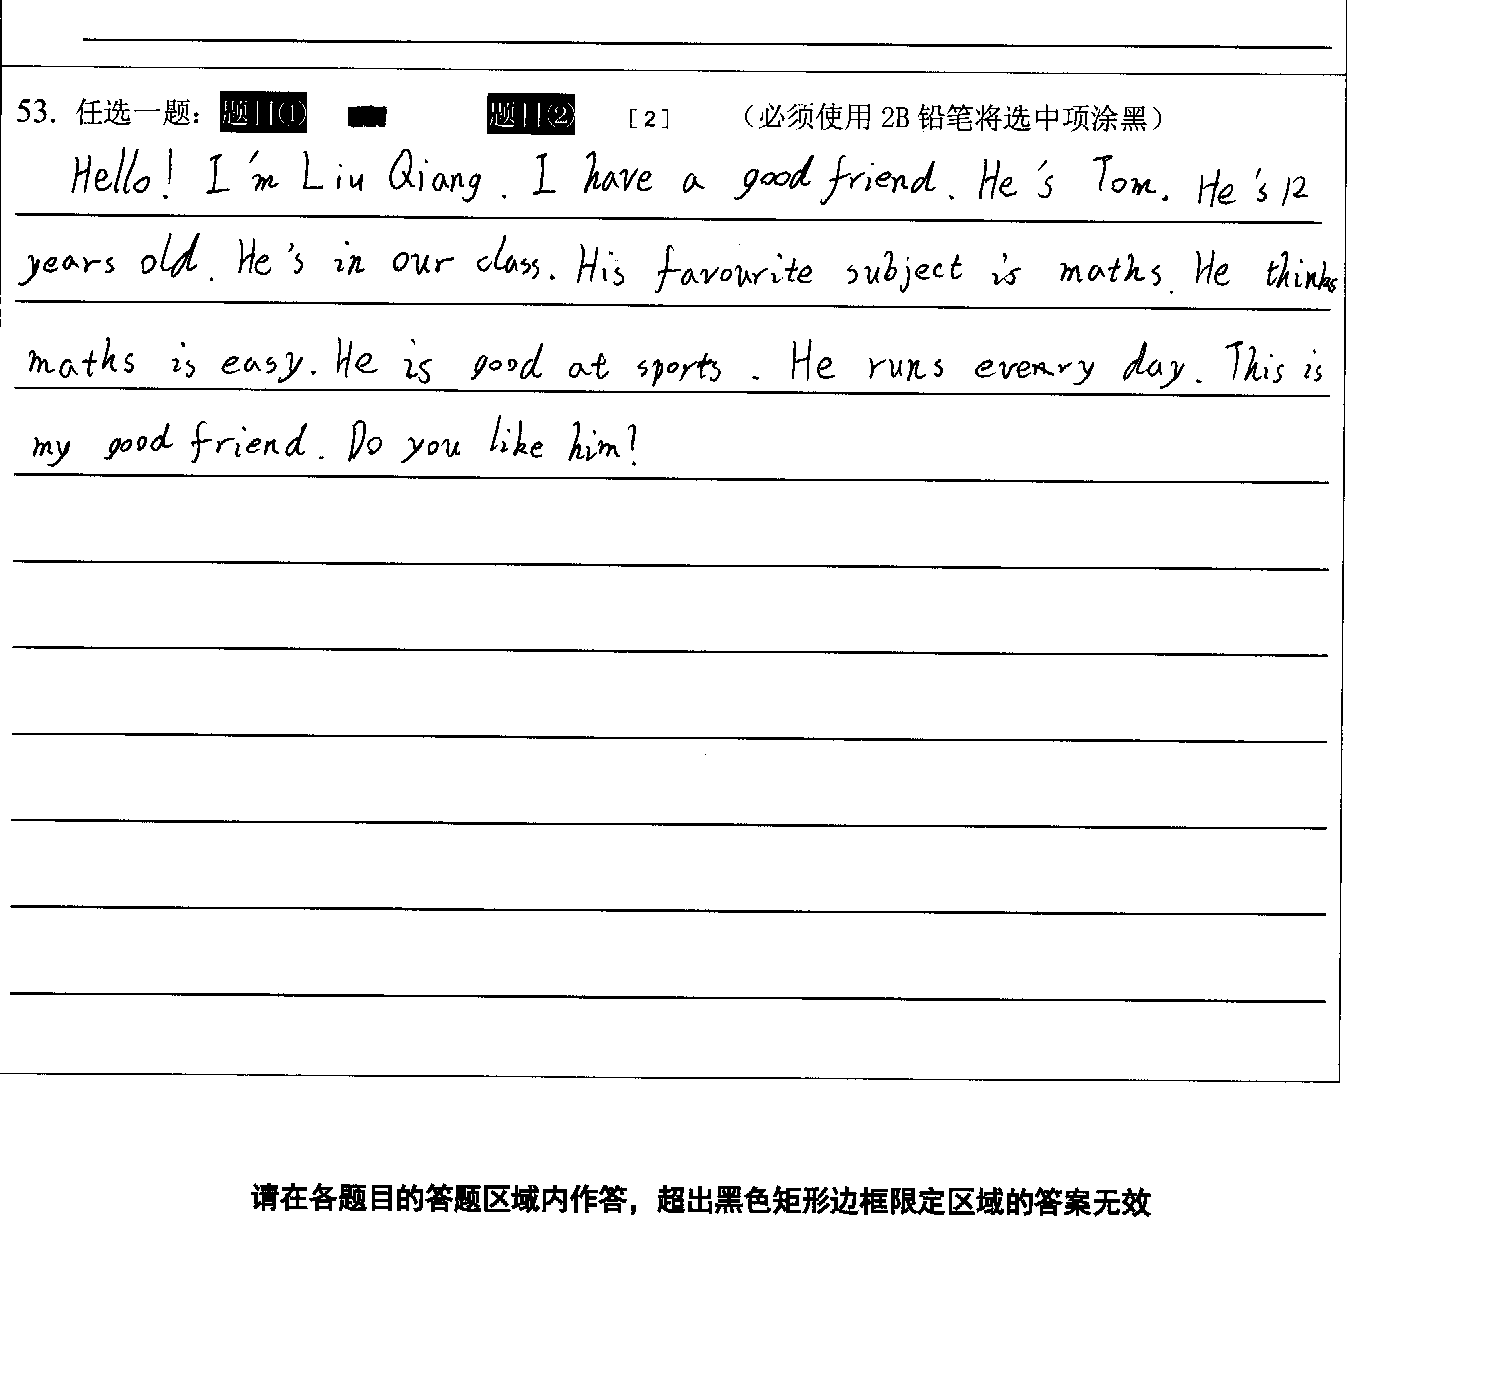 53. 任选一题： 题目(1) 题目(2) [2] （必须使用 2B 铅笔将选中项涂黑）
Hello! I'm Liu Qiang. I have a good friend. He's Tom. He's 12
years old. He's in our class. His favourite subject is maths. He thinks
maths is easy. He is good at sports. He runs every day. This is
my good friend. Do you like him?
请在各题目的答题区域内作答，超出黑色矩形边框限定区域的答案无效